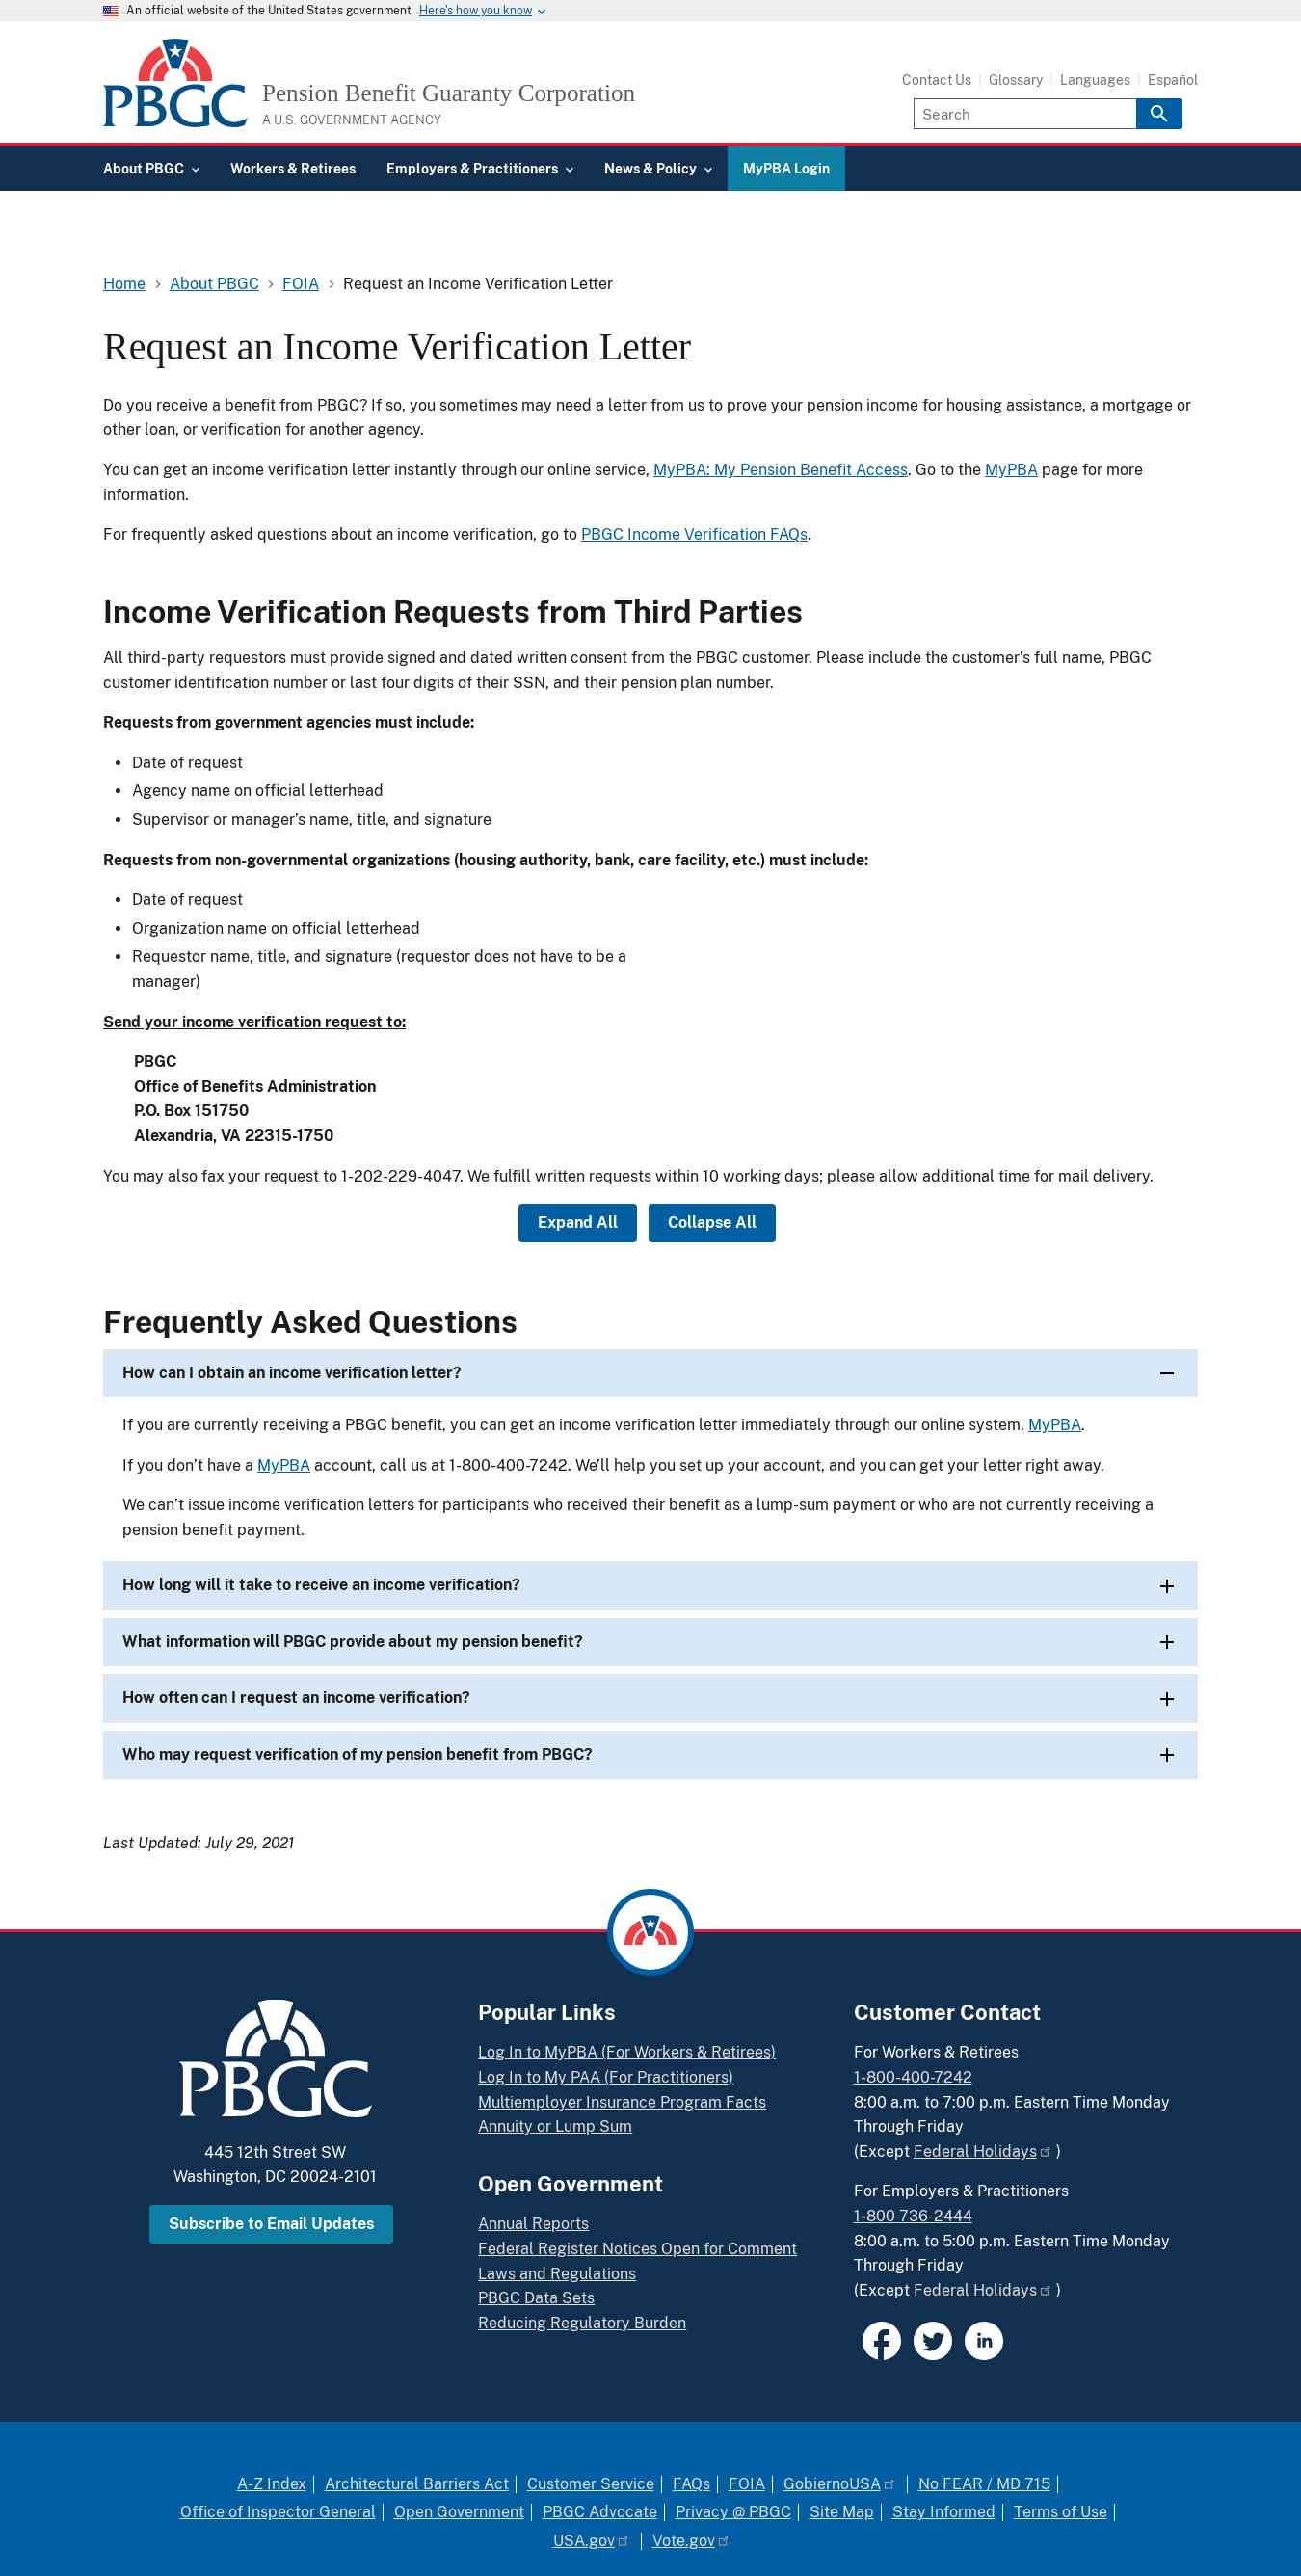 An official website of the United States government Here's how you know
PBGC Pension Benefit Guaranty Corporation
A U.S. GOVERNMENT AGENCY
Contact Us Glossary Languages Español
Search
About PBGC Workers & Retirees Employers & Practitioners News & Policy MyPBA Login
Home About PBGC FOIA Request an Income Verification Letter
Request an Income Verification Letter
Do you receive a benefit from PBGC? If so, you sometimes may need a letter from us to prove your pension income for housing assistance, a mortgage or
other loan, or verification for another agency.
You can get an income verification letter instantly through our online service, MyPBA: My Pension Benefit Access. Go to the MyPBA page for more
information.
For frequently asked questions about an income verification, go to PBGC Income Verification FAQs.
Income Verification Requests from Third Parties
All third-party requestors must provide signed and dated written consent from the PBGC customer. Please include the customer’s full name, PBGC
customer identification number or last four digits of their SSN, and their pension plan number.
Requests from government agencies must include:
• Date of request
• Agency name on official letterhead
• Supervisor or manager’s name, title, and signature
Requests from non-governmental organizations (housing authority, bank, care facility, etc.) must include:
• Date of request
• Organization name on official letterhead
• Requestor name, title, and signature (requestor does not have to be a
manager)
Send your income verification request to:
PBGC
Office of Benefits Administration
P.O. Box 151750
Alexandria, VA 22315-1750
You may also fax your request to 1-202-229-4047. We fulfill written requests within 10 working days; please allow additional time for mail delivery.
Expand All Collapse All
Frequently Asked Questions
How can I obtain an income verification letter?
If you are currently receiving a PBGC benefit, you can get an income verification letter immediately through our online system, MyPBA.
If you don’t have a MyPBA account, call us at 1-800-400-7242. We’ll help you set up your account, and you can get your letter right away.
We can’t issue income verification letters for participants who received their benefit as a lump-sum payment or who are not currently receiving a
pension benefit payment.
How long will it take to receive an income verification?
What information will PBGC provide about my pension benefit?
How often can I request an income verification?
Who may request verification of my pension benefit from PBGC?
Last Updated: July 29, 2021
PBGC
445 12th Street SW
Washington, DC 20024-2101
Subscribe to Email Updates
Popular Links
Log In to MyPBA (For Workers & Retirees)
Log In to My PAA (For Practitioners)
Multiemployer Insurance Program Facts
Annuity or Lump Sum
Open Government
Annual Reports
Federal Register Notices Open for Comment
Laws and Regulations
PBGC Data Sets
Reducing Regulatory Burden
Customer Contact
For Workers & Retirees
1-800-400-7242
8:00 a.m. to 7:00 p.m. Eastern Time Monday
Through Friday
(Except Federal Holidays )
For Employers & Practitioners
1-800-736-2444
8:00 a.m. to 5:00 p.m. Eastern Time Monday
Through Friday
(Except Federal Holidays )
in
A-Z Index Architectural Barriers Act Customer Service FAQs FOIA GobiernoUSA No FEAR / MD 715
Office of Inspector General Open Government PBGC Advocate Privacy @ PBGC Site Map Stay Informed Terms of Use
USA.gov Vote.gov